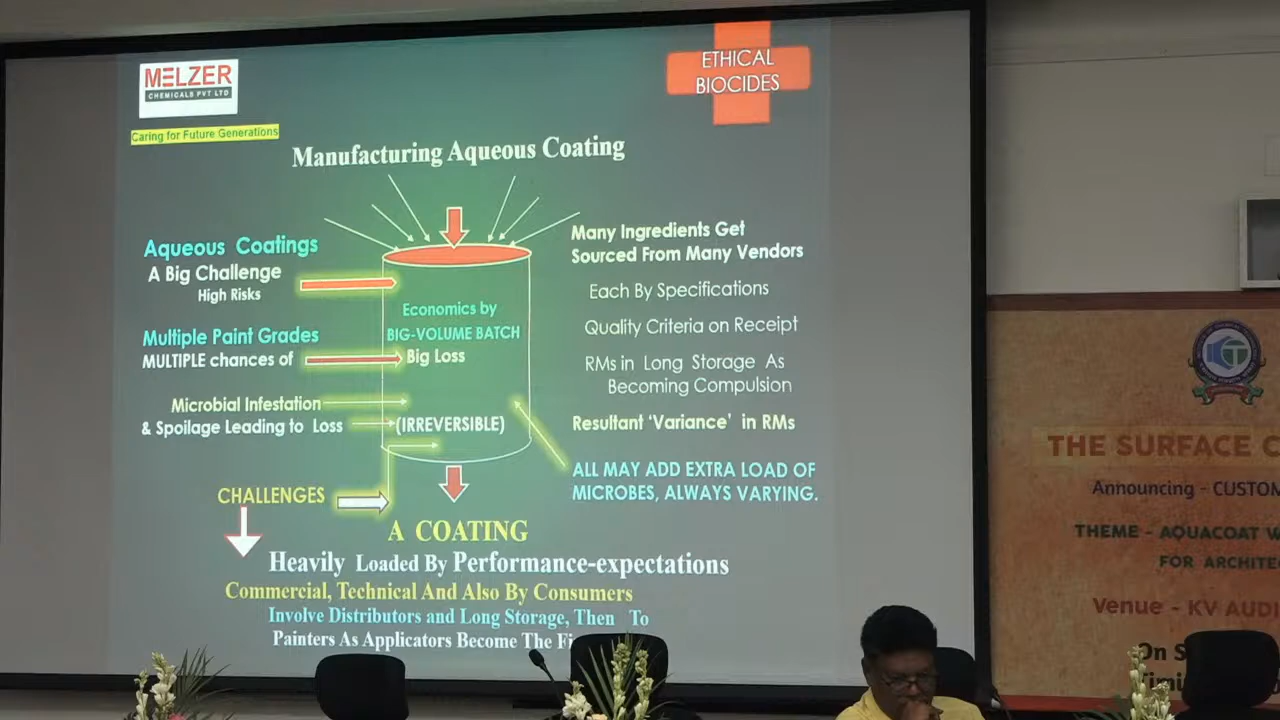 MELZER
CHEMICALS PVT LTD
Caring for Future Generations
ETHICAL
BIOCIDES
Manufacturing Aqueous Coating
Aqueous Coatings
A Big Challenge
High Risks
Multiple Paint Grades
MULTIPLE chances of
Microbial Infestation
& Spoilage Leading to Loss
Economics by
BIG-VOLUME BATCH
Big Loss
(IRREVERSIBLE)
Many Ingredients Get
Sourced From Many Vendors
Each By Specifications
Quality Criteria on Receipt
RMs in Long Storage As
Becoming Compulsion
Resultant ‘Variance’ in RMs
ALL MAY ADD EXTRA LOAD OF
MICROBES, ALWAYS VARYING.
CHALLENGES
A COATING
Heavily Loaded By Performance-expectations
Commercial, Technical And Also By Consumers
Involve Distributors and Long Storage, Then To
Painters As Applicators Become The
THE SURFACE
Announcing - CUSTOM
THEME - AQUACOAT
FOR
Venue - KV
On